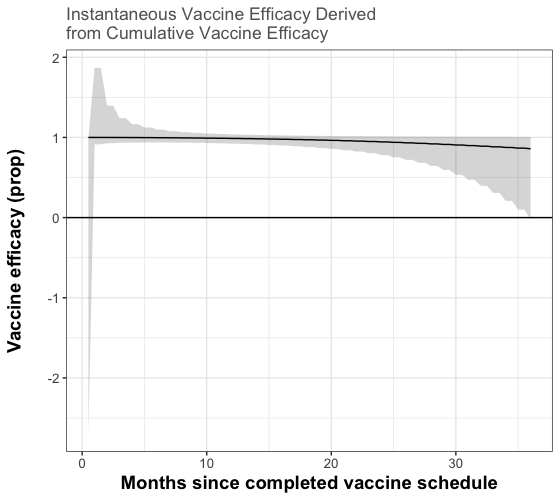 Instantaneous Vaccine Efficacy Derived
from Cumulative Vaccine Efficacy
Vaccine efficacy (prop)
2
1
0
-1
-2
0 10 20 30
Months since completed vaccine schedule